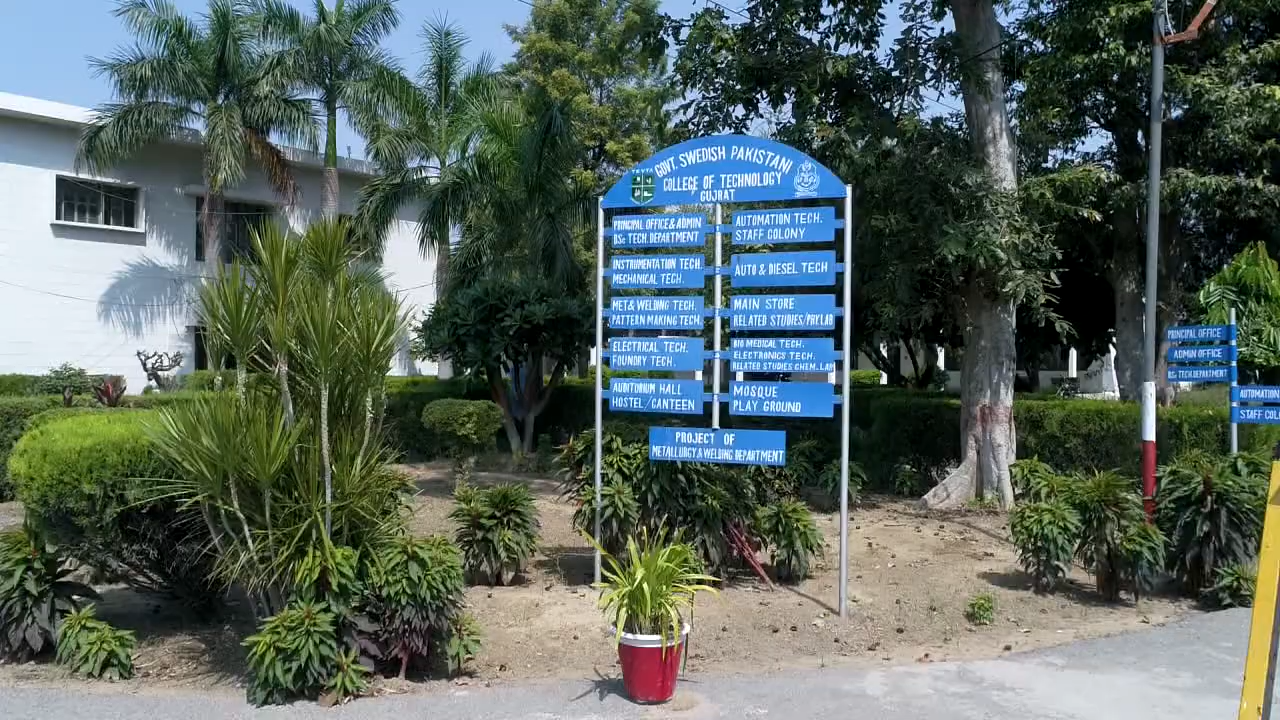 TEVTA
GOVT. SWEDISH PAKISTANI
COLLEGE OF TECHNOLOGY
GUJRAT
PRINCIPAL OFFICE & ADMIN
BSc TECH. DEPARTMENT
AUTOMATION TECH.
STAFF COLONY
INSTRUMENTATION TECH.
MECHANICAL TECH.
AUTO & DIESEL TECH
MET & WELDING TECH.
PATTERN MAKING TECH
MAIN STORE
RELATED STUDIES/PHY.LAB
ELECTRICAL TECH.
FOUNDRY TECH.
BIO MEDICAL TECH.
ELECTRONICS TECH.
RELATED STUDIES CHEM. LAB
AUDITORIUM HALL
HOSTEL/CANTEEN
MOSQUE
PLAY GROUND
PROJECT OF
METALLURGY & WELDING DEPARTMENT
PRINCIPAL OFFICE
ADMIN OFFICE
BSc TECH. DEPARTMENT
AUTOMATION
STAFF COL